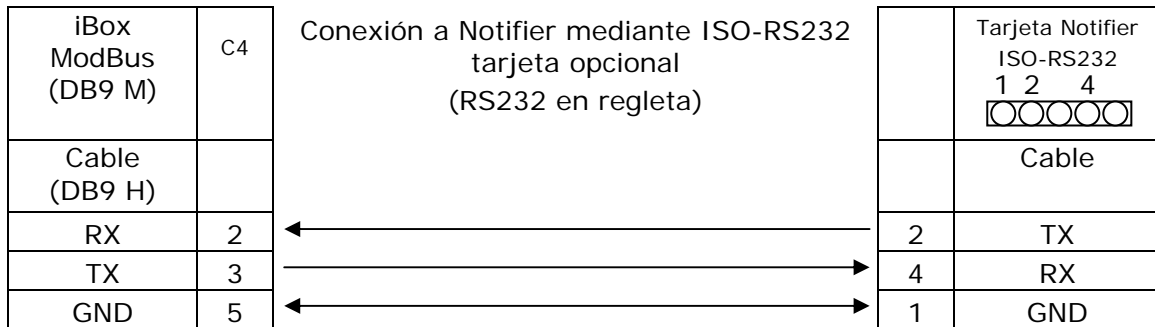 iBox
ModBus
(DB9 M)
C4
Conexión a Notifier mediante ISO-RS232
tarjeta opcional
(RS232 en regleta)
Tarjeta Notifier
ISO-RS232
1 2 4
Cable
(DB9 H)
Cable
RX 2 2 TX
TX 3 4 RX
GND 5 1 GND